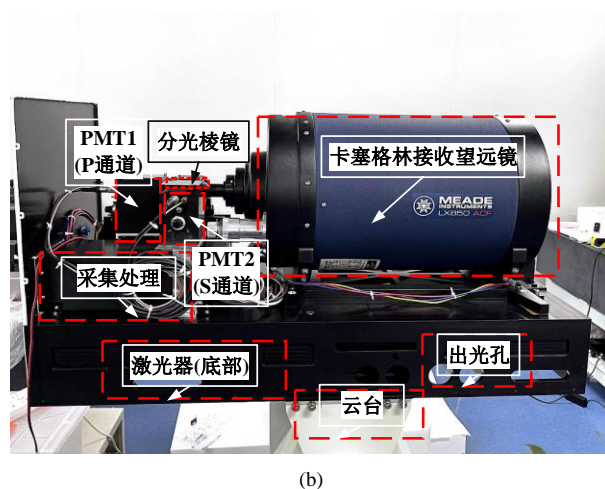 PMT1
(P通道)
分光棱镜
卡塞格林接收望远镜
MEADE
INSTRUMENTS
LX850 ACF
采集处理
PMT2
(S通道)
激光器(底部)
出光孔
云台
(b)